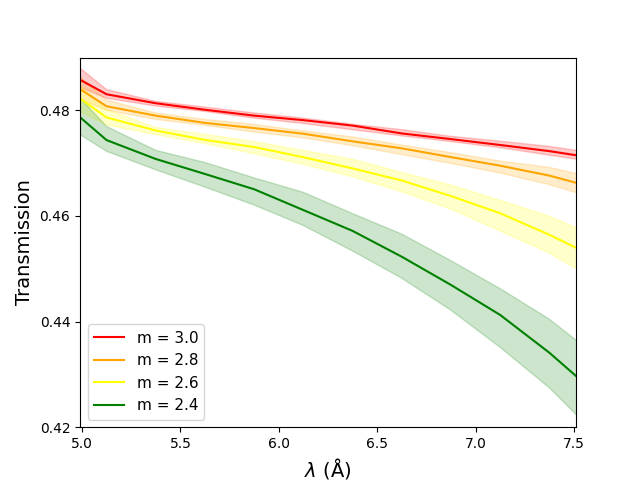 0.48
0.46
0.44
0.42
Transmission
m = 3.0
m = 2.8
m = 2.6
m = 2.4
5.0 5.5 6.0 6.5 7.0 7.5
λ (Å)